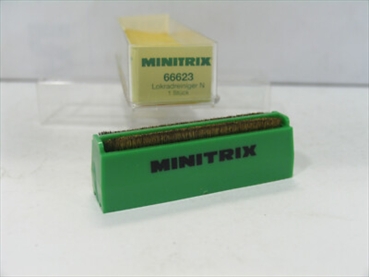 MINITRIX
66623
Lokradreiniger N
1 Stück
MINITRIX